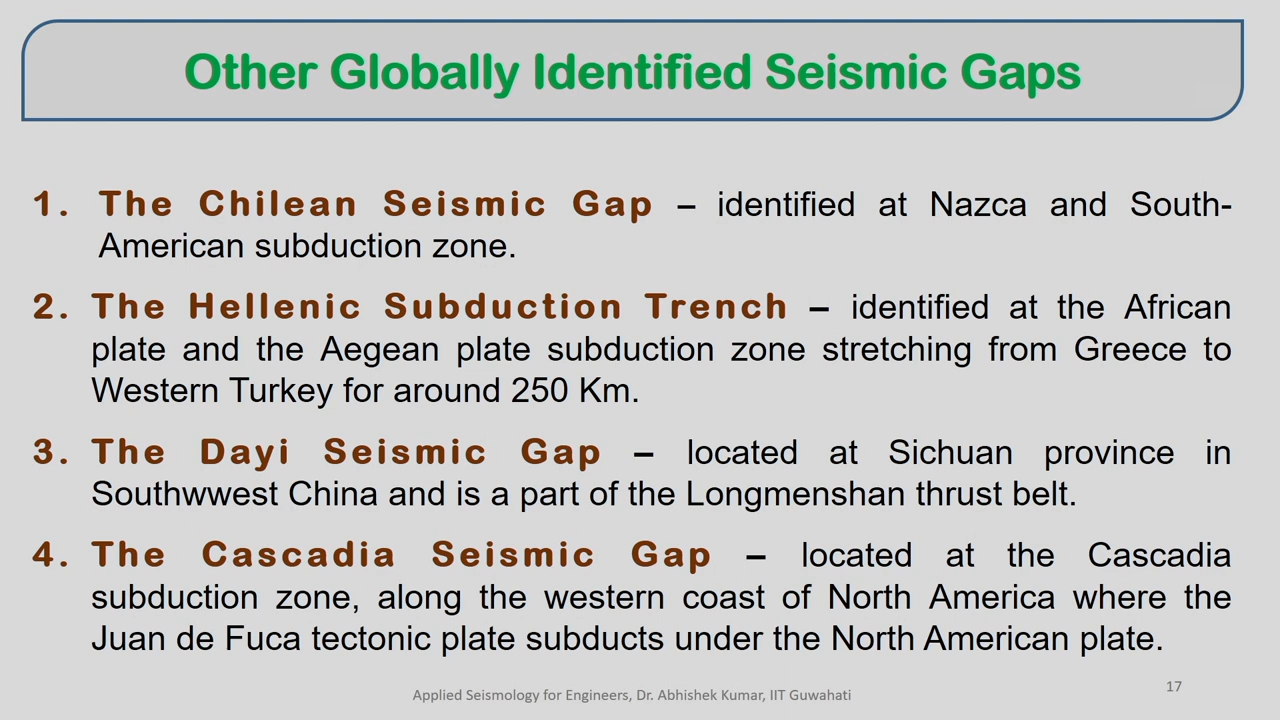 Other Globally Identified Seismic Gaps
1. The Chilean Seismic Gap – identified at Nazca and South-
American subduction zone.
2. The Hellenic Subduction Trench – identified at the African
plate and the Aegean plate subduction zone stretching from Greece to
Western Turkey for around 250 Km.
3. The Dayi Seismic Gap – located at Sichuan province in
Southwwest China and is a part of the Longmenshan thrust belt.
4. The Cascadia Seismic Gap – located at the Cascadia
subduction zone, along the western coast of North America where the
Juan de Fuca tectonic plate subducts under the North American plate.
Applied Seismology for Engineers, Dr. Abhishek Kumar, IIT Guwahati
17